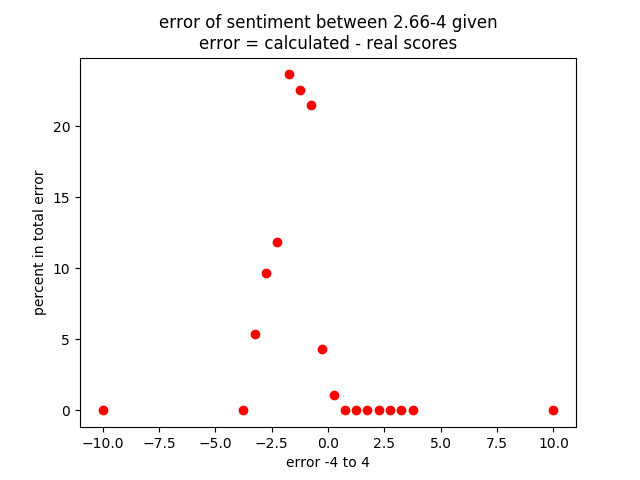 error of sentiment between 2.66-4 given
error = calculated - real scores
percent in total error
20
15
10
5
0
−10.0 −7.5 −5.0 −2.5 0.0 2.5 5.0 7.5 10.0
error -4 to 4